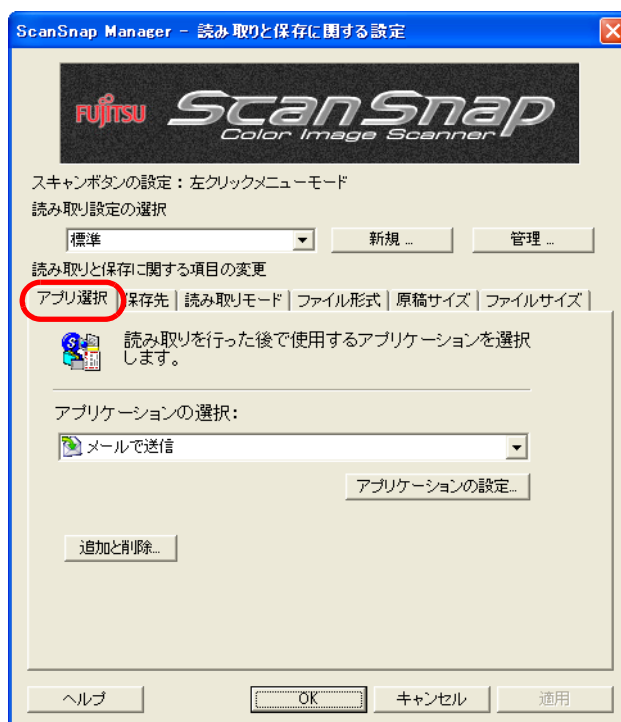 ScanSnap Manager - 読み取りと保存に関する設定
FUJITSU ScanSnap
Color Image Scanner
スキャンボタンの設定：左クリックメニューモード
読み取り設定の選択
標準 新規 ... 管理 ...
読み取りと保存に関する項目の変更
アプリ選択 保存先 読み取りモード ファイル形式 原稿サイズ ファイルサイズ
読み取りを行った後で使用するアプリケーションを選択
します。
アプリケーションの選択：
メールで送信
アプリケーションの設定...
追加と削除...
ヘルプ OK キャンセル 適用